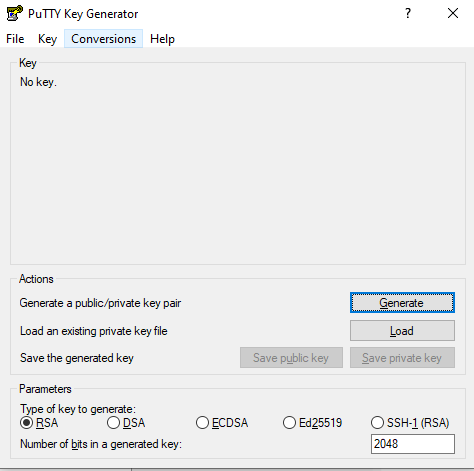 PuTTY Key Generator
? X
File Key Conversions Help
Key
No key.
Actions
Generate a public/private key pair
Generate
Load an existing private key file
Load
Save the generated key
Save public key
Save private key
Parameters
Type of key to generate:
RSA DSA ECDSA Ed25519 SSH-1 (RSA)
Number of bits in a generated key:
2048